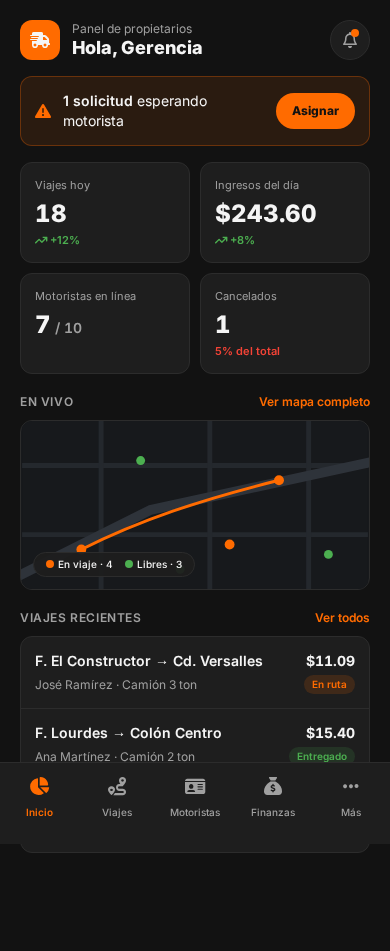 Panel de propietarios
Hola, Gerencia
1 solicitud esperando
motorista
Asignar
Viajes hoy
18
+12%
Ingresos del día
$243.60
+8%
Motoristas en línea
7 / 10
Cancelados
1
5% del total
EN VIVO
Ver mapa completo
En viaje · 4
Libres · 3
VIAJES RECIENTES
Ver todos
F. El Constructor → Cd. Versalles
$11.09
José Ramírez · Camión 3 ton
En ruta
F. Lourdes → Colón Centro
$15.40
Ana Martínez · Camión 2 ton
Entregado
Inicio
Viajes
Motoristas
Finanzas
Más